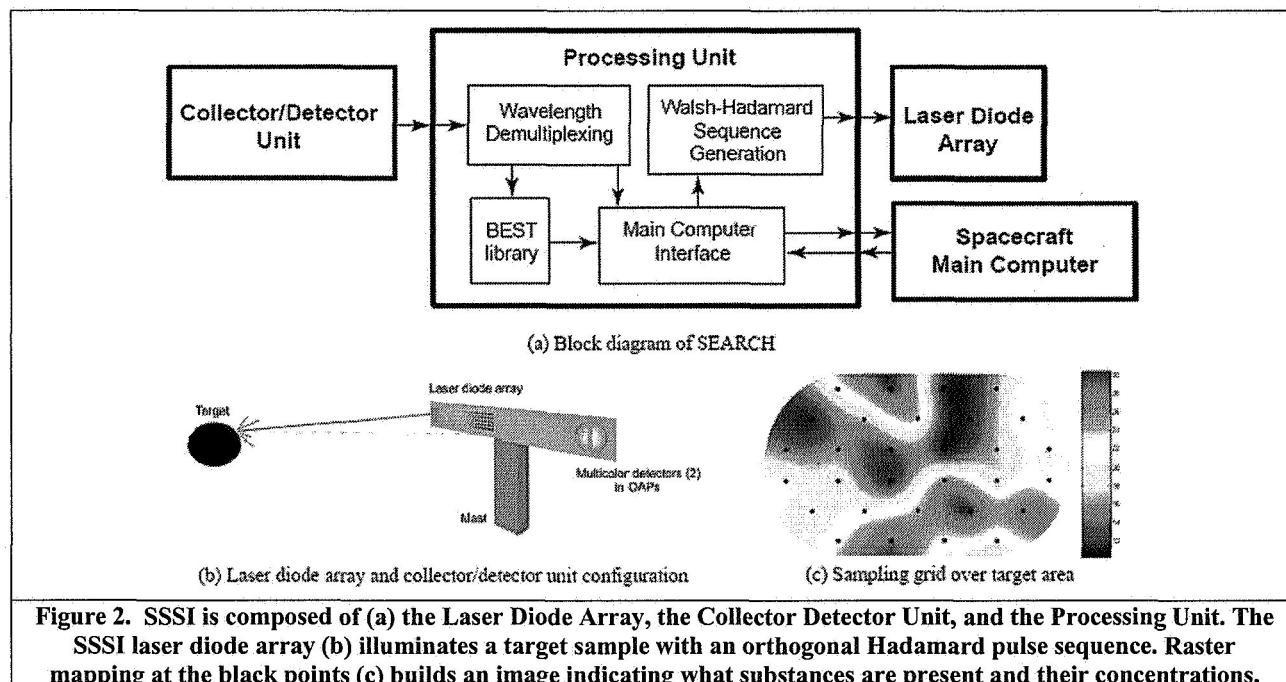 Processing Unit
Collector/Detector
Unit
Wavelength
Demultiplexing
Walsh-Hadamard
Sequence
Generation
Laser Diode
Array
BEST
library
Main Computer
Interface
Spacecraft
Main Computer
(a) Block diagram of SEARCH
Laser diode array
Target
Multicolor detectors (2)
in OAPs
Mast
(b) Laser diode array and collector/detector unit configuration
(c) Sampling grid over target area
Figure 2. SSSI is composed of (a) the Laser Diode Array, the Collector Detector Unit, and the Processing Unit. The
SSSI laser diode array (b) illuminates a target sample with an orthogonal Hadamard pulse sequence. Raster
mapping at the black points (c) builds an image indicating what substances are present and their concentrations.